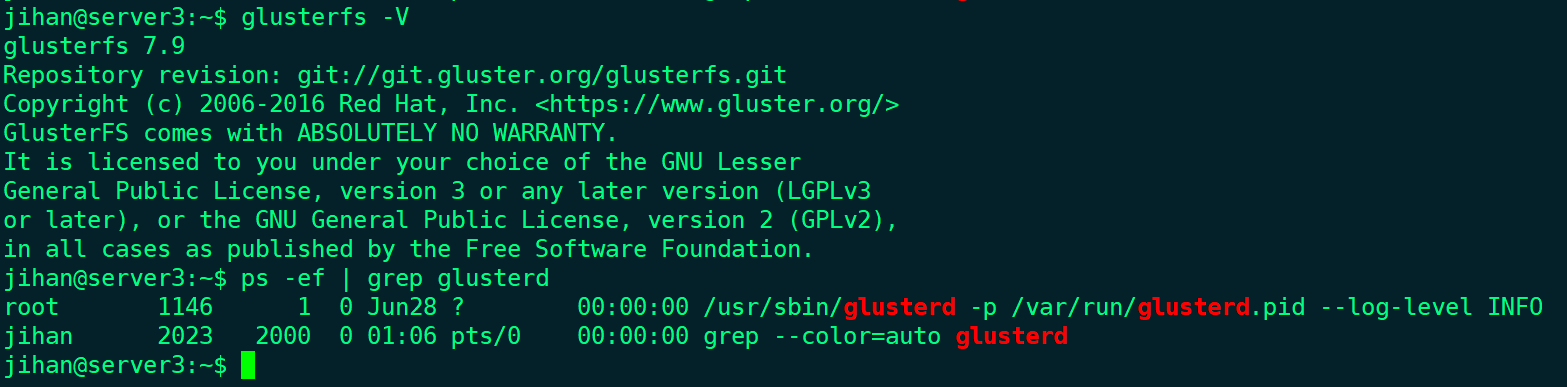 jihan@server3:~$ glusterfs -V
glusterfs 7.9
Repository revision: git://git.gluster.org/glusterfs.git
Copyright (c) 2006-2016 Red Hat, Inc. <https://www.gluster.org/>
GlusterFS comes with ABSOLUTELY NO WARRANTY.
It is licensed to you under your choice of the GNU Lesser
General Public License, version 3 or any later version (LGPLv3
or later), or the GNU General Public License, version 2 (GPLv2),
in all cases as published by the Free Software Foundation.
jihan@server3:~$ ps -ef | grep glusterd
root       1146      1  0 Jun28 ?        00:00:00 /usr/sbin/glusterd -p /var/run/glusterd.pid --log-level INFO
jihan      2023   2000  0 01:06 pts/0    00:00:00 grep --color=auto glusterd
jihan@server3:~$